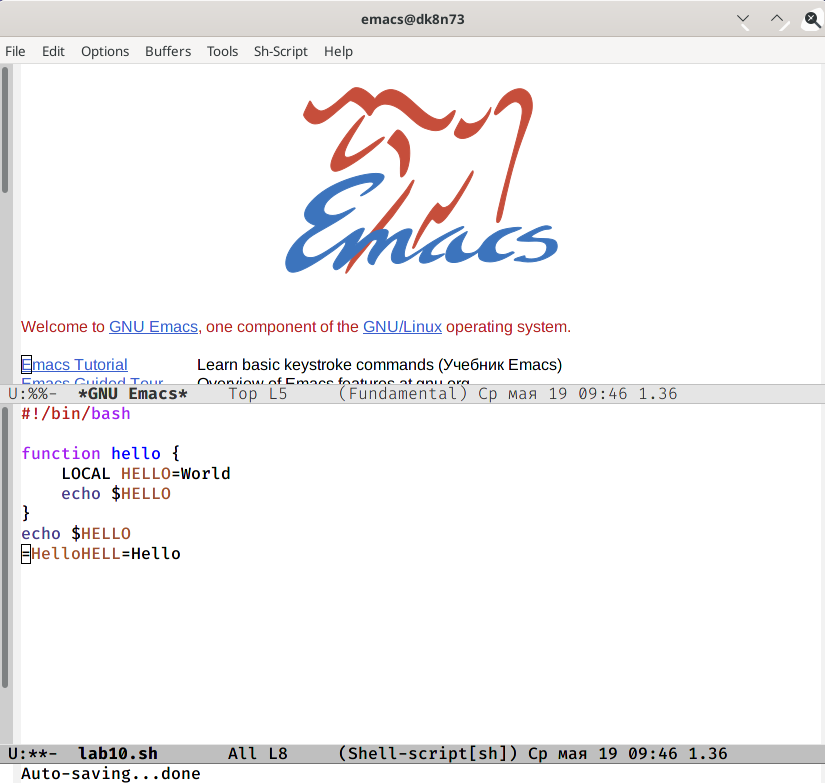 emacs@dk8n73
File Edit Options Buffers Tools Sh-Script Help
Emacs
Welcome to GNU Emacs, one component of the GNU/Linux operating system.
Emacs Tutorial Learn basic keystroke commands (Учебник Emacs)
Emacs Guided Tour Overview of Emacs features at gnu.org
U:%%- *GNU Emacs* Top L5 (Fundamental) Ср мая 19 09:46 1.36
#!/bin/bash
function hello {
    LOCAL HELLO=World
    echo $HELLO
}
echo $HELLO
=HelloHELL=Hello
U:**- lab10.sh All L8 (Shell-script[sh]) Ср мая 19 09:46 1.36
Auto-saving...done